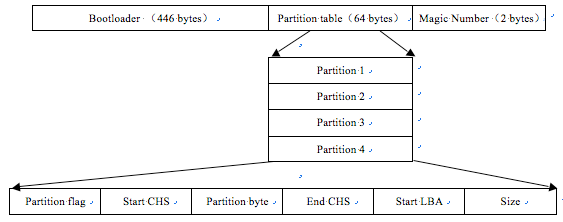 Bootloader （446 bytes） Partition table（64 bytes） Magic Number（2 bytes）
Partition 1
Partition 2
Partition 3
Partition 4
Partition flag Start CHS Partition byte End CHS Start LBA Size